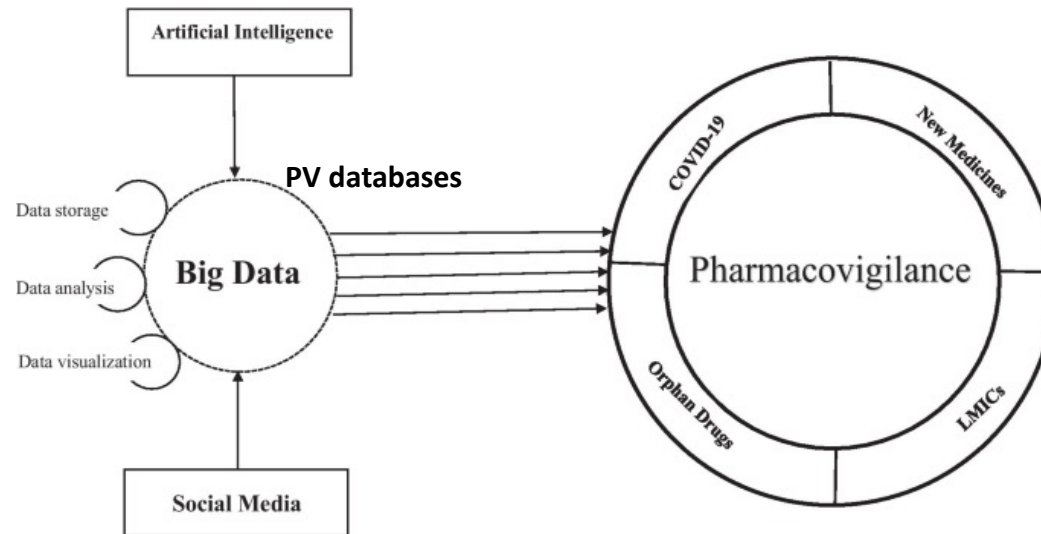 Artificial Intelligence
PV databases
Data storage
Data analysis
Data visualization
Big Data
Social Media
COVID-19
New Medicines
Pharmacovigilance
Orphan Drugs
LMICs